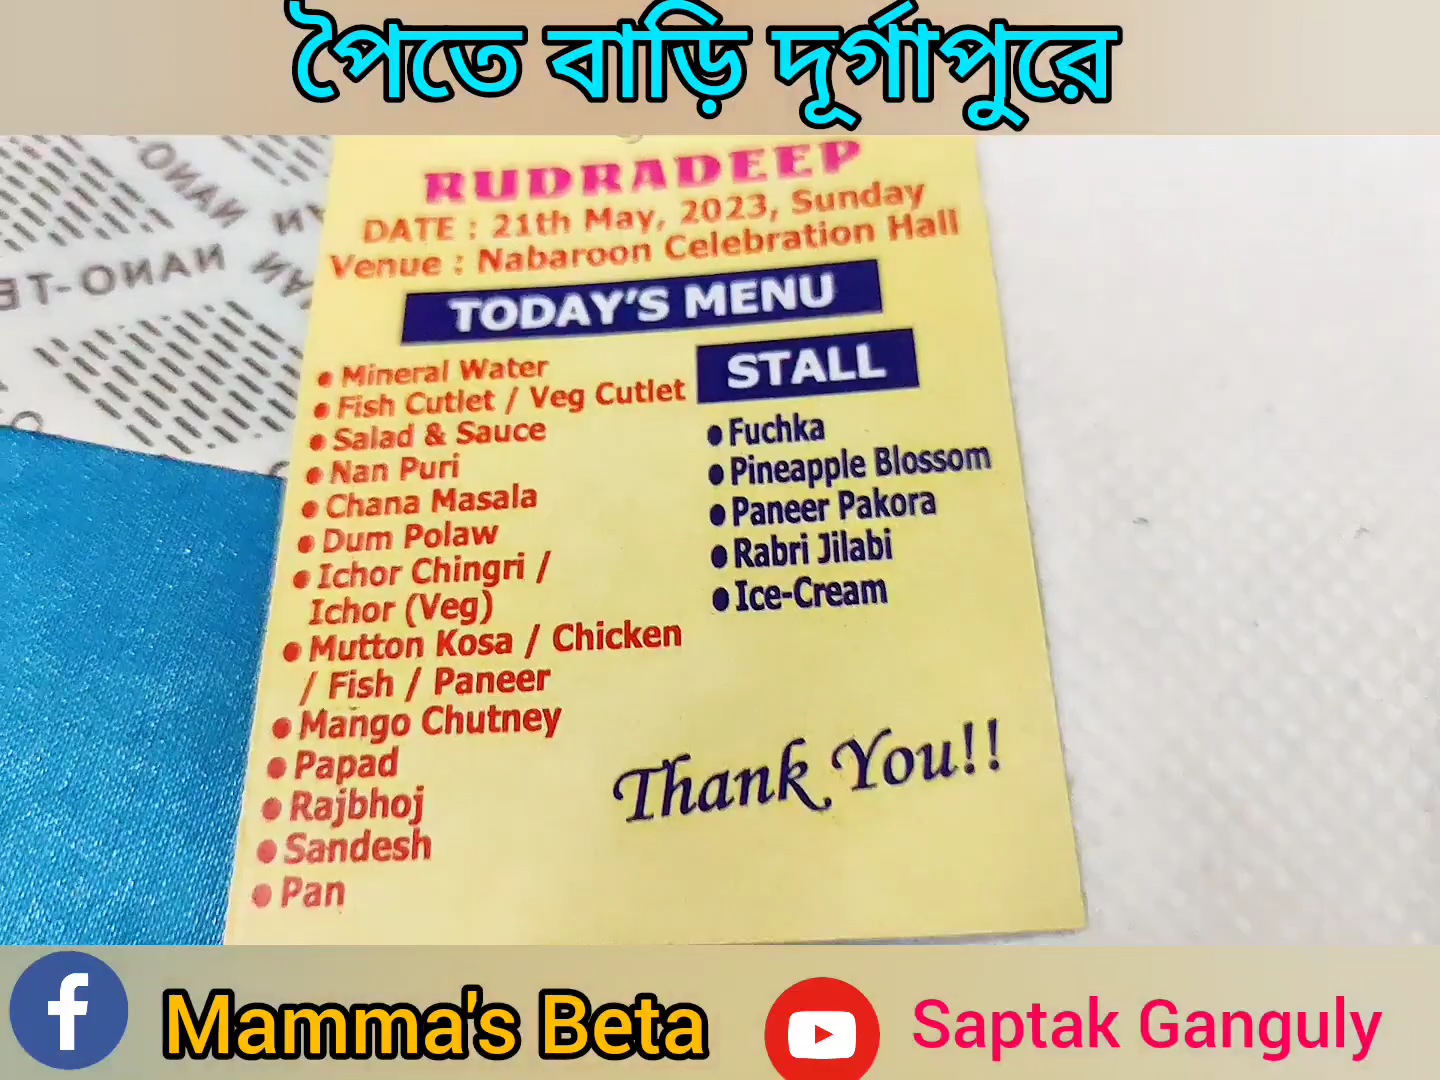 পৈতে বাড়ি দূর্গাপুরে
RUDRADEEP
DATE : 21th May, 2023, Sunday
Venue : Nabaroon Celebration Hall
TODAY'S MENU
• Mineral Water
• Fish Cutlet / Veg Cutlet
• Salad & Sauce
• Nan Puri
• Chana Masala
• Dum Polaw
• Ichor Chingri /
Ichor (Veg)
• Mutton Kosa / Chicken
/ Fish / Paneer
• Mango Chutney
• Papad
• Rajbhoj
• Sandesh
• Pan
STALL
• Fuchka
• Pineapple Blossom
• Paneer Pakora
• Rabri Jilabi
• Ice-Cream
Thank You!!
Mamma's Beta
Saptak Ganguly